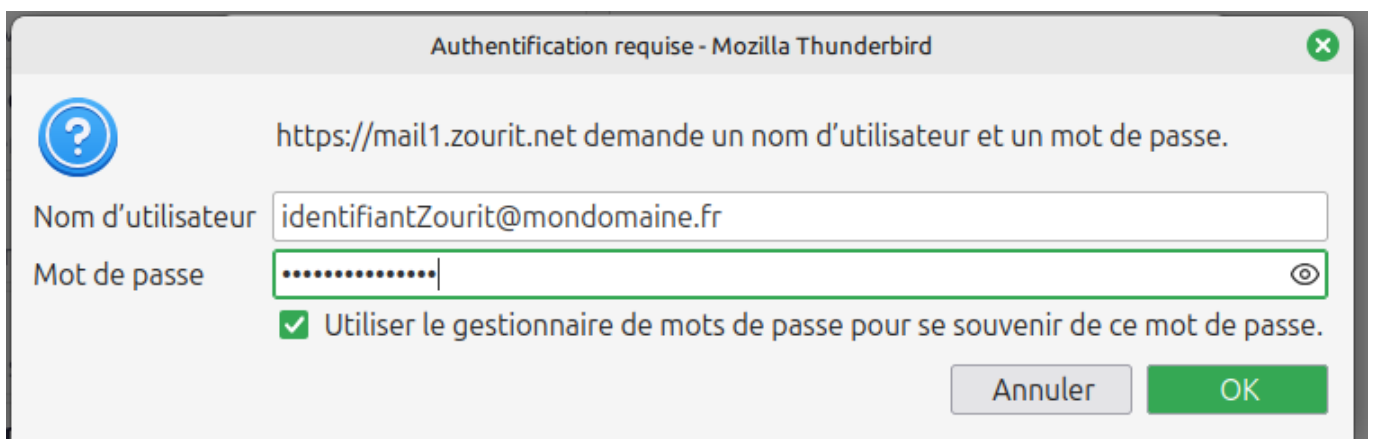 Authentification requise - Mozilla Thunderbird
https://mail1.zourit.net demande un nom d’utilisateur et un mot de passe.
Nom d’utilisateur identifiantZourit@mondomaine.fr
Mot de passe •••••••••••••••
Utiliser le gestionnaire de mots de passe pour se souvenir de ce mot de passe.
Annuler OK